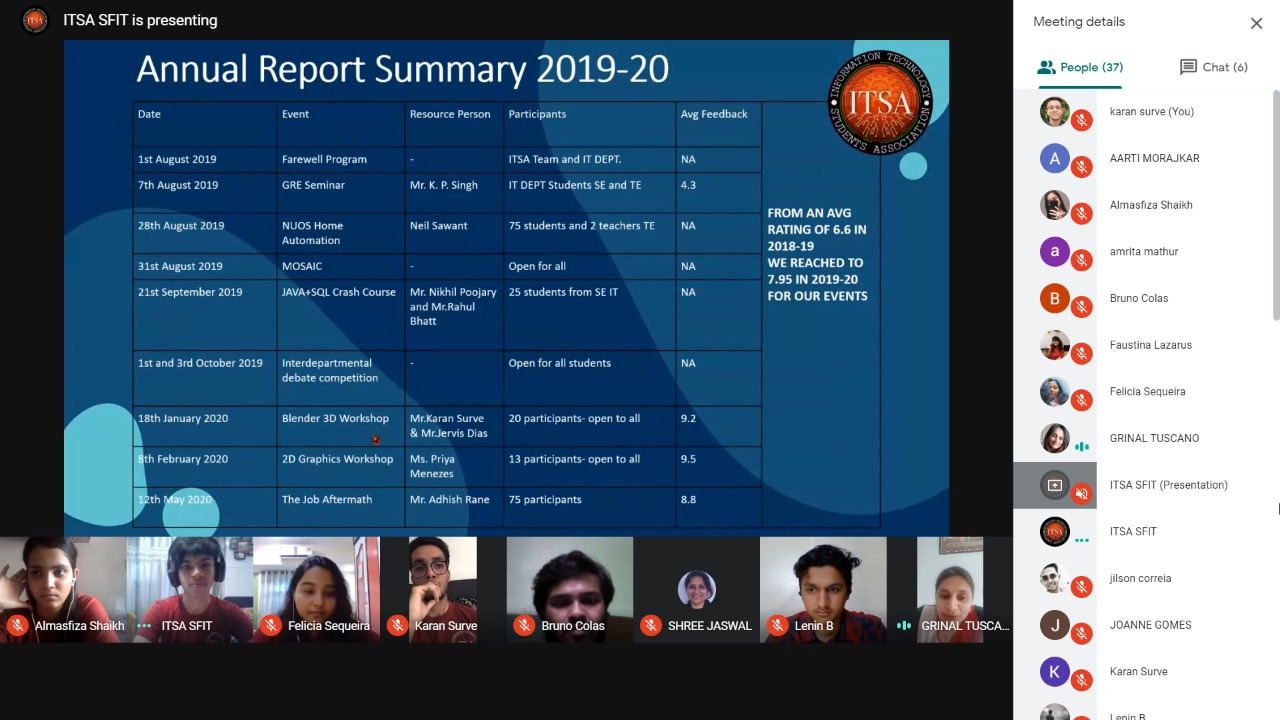 ITSA SFIT is presenting
Annual Report Summary 2019-20
INFORMATION TECHNOLOGY
ITSA
STUDENTS ASSOCIATION
Date Event Resource Person Participants Avg Feedback
1st August 2019 Farewell Program - ITSA Team and IT DEPT. NA
7th August 2019 GRE Seminar Mr. K. P. Singh IT DEPT Students SE and TE 4.3
28th August 2019 NUOS Home Neil Sawant 75 students and 2 teachers TE NA
Automation
31st August 2019 MOSAIC - Open for all NA
21st September 2019 JAVA+SQL Crash Course Mr. Nikhil Poojary 25 students from SE IT NA
and Mr.Rahul
Bhatt
1st and 3rd October 2019 Interdepartmental - Open for all students NA
debate competition
18th January 2020 Blender 3D Workshop Mr.Karan Surve 20 participants- open to all 9.2
& Mr.Jervis Dias
8th February 2020 2D Graphics Workshop Ms. Priya 13 participants- open to all 9.5
Menezes
12th May 2020 The Job Aftermath Mr. Adhish Rane 75 participants 8.8
FROM AN AVG
RATING OF 6.6 IN
2018-19
WE REACHED TO
7.95 IN 2019-20
FOR OUR EVENTS
Almasfiza Shaikh
ITSA SFIT
Felicia Sequeira
Karan Surve
Bruno Colas
SHREE JASWAL
Lenin B
GRINAL TUSCA...
Meeting details
People (37) Chat (6)
karan surve (You)
A AARTI MORAJKAR
Almasfiza Shaikh
a amrita mathur
B Bruno Colas
Faustina Lazarus
Felicia Sequeira
GRINAL TUSCANO
ITSA SFIT (Presentation)
ITSA ITSA SFIT
jilson correia
J JOANNE GOMES
K Karan Surve
Lenin B